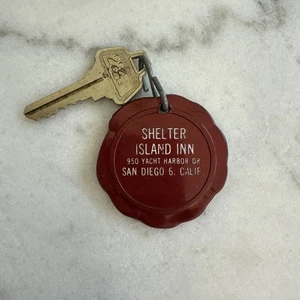 SHELTER
ISLAND INN
950 YACHT HARBOR DR
SAN DIEGO 6. CALIF